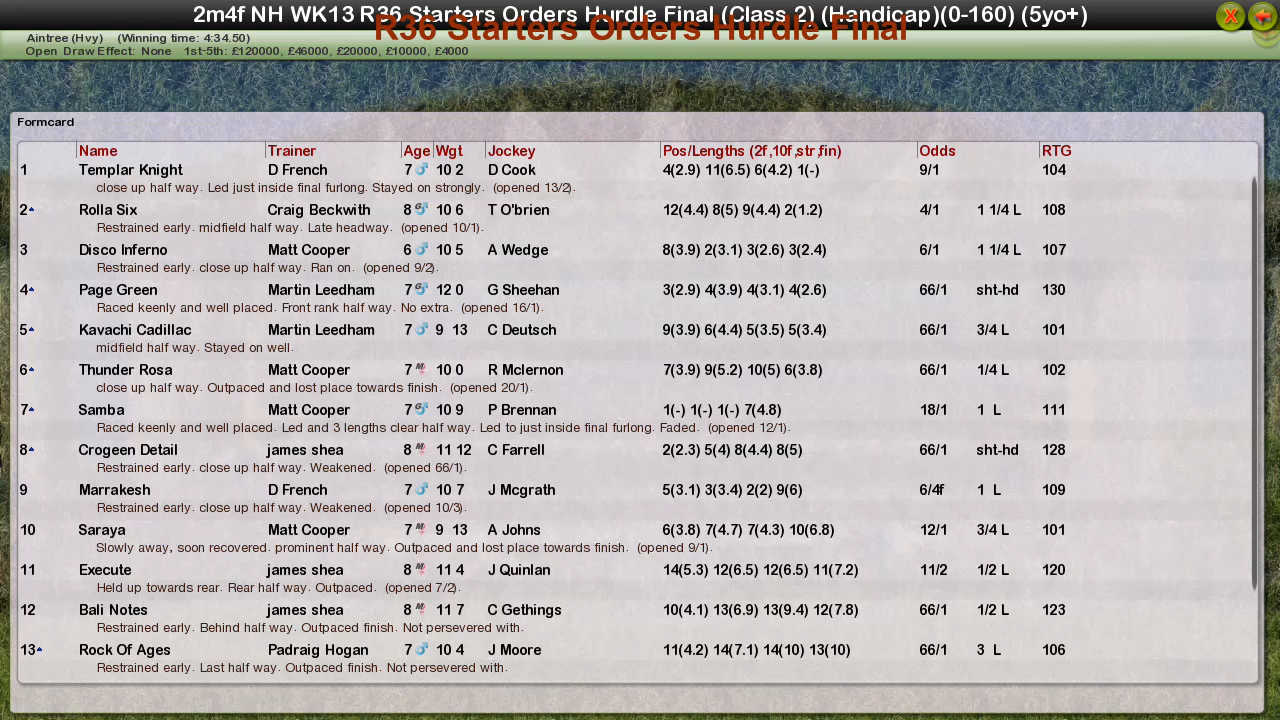 2m4f NH WK13 R36 Starters Orders Hurdle Final (Class 2) (Handicap)(0-160) (5yo+)
R36 Starters Orders Hurdle Final
Aintree (Hvy) (Winning time: 4:34.50)
Open Draw Effect: None 1st-5th: £120000, £46000, £20000, £10000, £4000
Formcard
Name Trainer Age Wgt Jockey Pos/Lengths (2f,10f,str,fin) Odds RTG
1 Templar Knight D French 7 10 2 D Cook 4(2.9) 11(6.5) 6(4.2) 1(-) 9/1 104
close up half way. Led just inside final furlong. Stayed on strongly. (opened 13/2).
2 Rolla Six Craig Beckwith 8 10 6 T O'brien 12(4.4) 8(5) 9(4.4) 2(1.2) 4/1 1 1/4 L 108
Restrained early. midfield half way. Late headway. (opened 10/1).
3 Disco Inferno Matt Cooper 6 10 5 A Wedge 8(3.9) 2(3.1) 3(2.6) 3(2.4) 6/1 1 1/4 L 107
Restrained early. close up half way. Ran on. (opened 9/2).
4 Page Green Martin Leedham 7 12 0 G Sheehan 3(2.9) 4(3.9) 4(3.1) 4(2.6) 66/1 sht-hd 130
Raced keenly and well placed. Front rank half way. No extra. (opened 16/1).
5 Kavachi Cadillac Martin Leedham 7 9 13 C Deutsch 9(3.9) 6(4.4) 5(3.5) 5(3.4) 66/1 3/4 L 101
midfield half way. Stayed on well.
6 Thunder Rosa Matt Cooper 7 10 0 R Mclernon 7(3.9) 9(5.2) 10(5) 6(3.8) 66/1 1/4 L 102
close up half way. Outpaced and lost place towards finish. (opened 20/1).
7 Samba Matt Cooper 7 10 9 P Brennan 1(-) 1(-) 1(-) 7(4.8) 18/1 1 L 111
Raced keenly and well placed. Led and 3 lengths clear half way. Led to just inside final furlong. Faded. (opened 12/1).
8 Crogeen Detail james shea 8 11 12 C Farrell 2(2.3) 5(4) 8(4.4) 8(5) 66/1 sht-hd 128
Restrained early. close up half way. Weakened. (opened 66/1).
9 Marrakesh D French 7 10 7 J Mcgrath 5(3.1) 3(3.4) 2(2) 9(6) 6/4f 1 L 109
Restrained early. close up half way. Weakened. (opened 10/3).
10 Saraya Matt Cooper 7 9 13 A Johns 6(3.8) 7(4.7) 7(4.3) 10(6.8) 12/1 3/4 L 101
Slowly away, soon recovered. prominent half way. Outpaced and lost place towards finish. (opened 9/1).
11 Execute james shea 8 11 4 J Quinlan 14(5.3) 12(6.5) 12(6.5) 11(7.2) 11/2 1/2 L 120
Held up towards rear. Rear half way. Outpaced. (opened 7/2).
12 Bali Notes james shea 8 11 7 C Gethings 10(4.1) 13(6.9) 13(9.4) 12(7.8) 66/1 1/2 L 123
Restrained early. Behind half way. Outpaced finish. Not persevered with.
13 Rock Of Ages Padraig Hogan 7 10 4 J Moore 11(4.2) 14(7.1) 14(10) 13(10) 66/1 3 L 106
Restrained early. Last half way. Outpaced finish. Not persevered with.